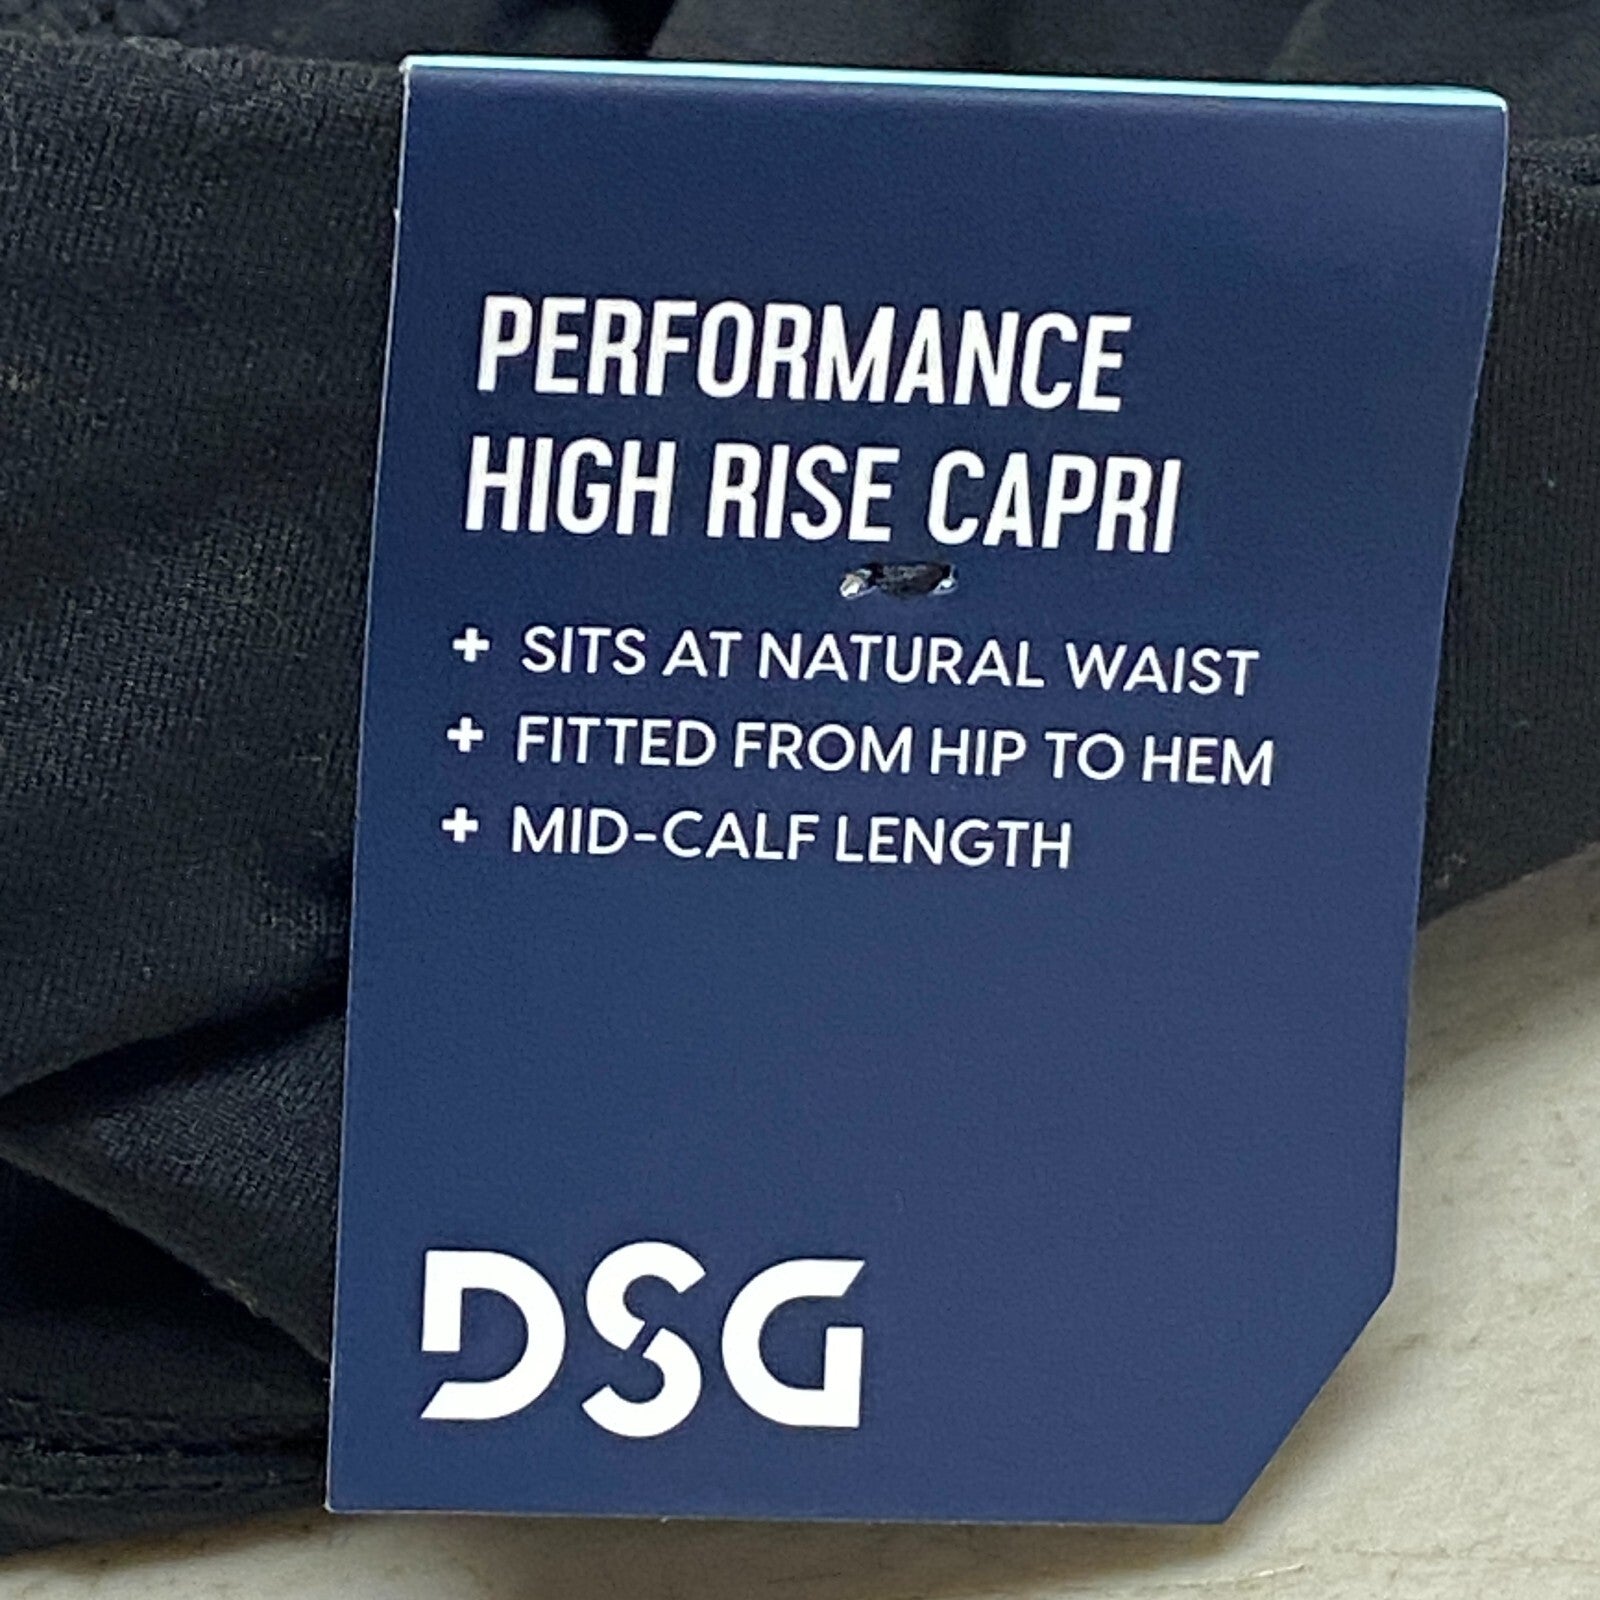 PERFORMANCE
HIGH RISE CAPRI
+ SITS AT NATURAL WAIST
+ FITTED FROM HIP TO HEM
+ MID-CALF LENGTH
DSG